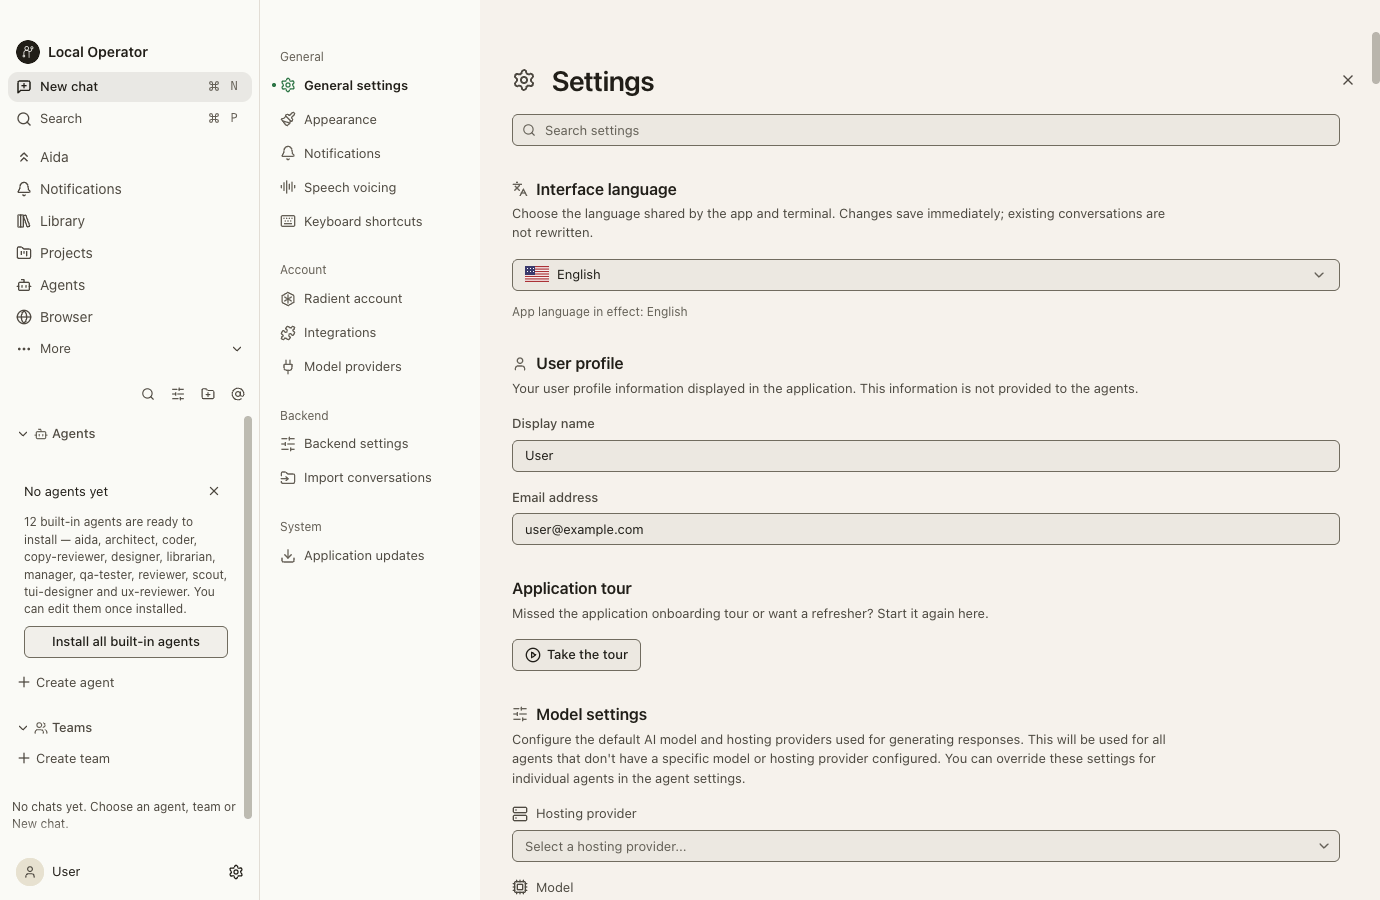 Local Operator
New chat ⌘ N
Search ⌘ P
Aida
Notifications
Library
Projects
Agents
Browser
More
Agents
No agents yet
12 built-in agents are ready to
install — aida, architect, coder,
copy-reviewer, designer, librarian,
manager, qa-tester, reviewer, scout,
tui-designer and ux-reviewer. You
can edit them once installed.
Install all built-in agents
Create agent
Teams
Create team
No chats yet. Choose an agent, team or
New chat.
User
General
General settings
Appearance
Notifications
Speech voicing
Keyboard shortcuts
Account
Radient account
Integrations
Model providers
Backend
Backend settings
Import conversations
System
Application updates
Settings
Search settings
Interface language
Choose the language shared by the app and terminal. Changes save immediately; existing conversations are
not rewritten.
English
App language in effect: English
User profile
Your user profile information displayed in the application. This information is not provided to the agents.
Display name
User
Email address
user@example.com
Application tour
Missed the application onboarding tour or want a refresher? Start it again here.
Take the tour
Model settings
Configure the default AI model and hosting providers used for generating responses. This will be used for all
agents that don't have a specific model or hosting provider configured. You can override these settings for
individual agents in the agent settings.
Hosting provider
Select a hosting provider...
Model